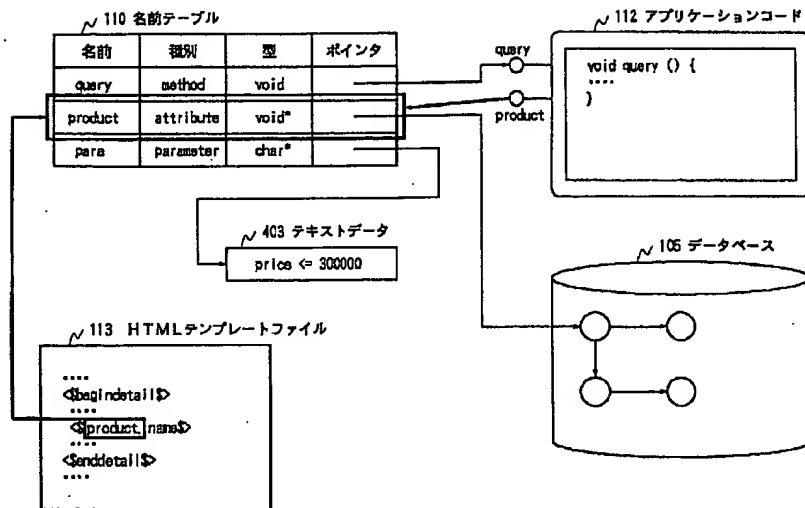 110 名前テーブル
名前 種別 型 ポインタ
query method void
product attribute void*
para parameter char*
112 アプリケーションコード
query
product
void query () {
....
}
403 テキストデータ
price <= 300000
105 データベース
113 HTMLテンプレートファイル
....
<$begindetail$>
....
<$product.name$>
....
<$enddetail$>
....